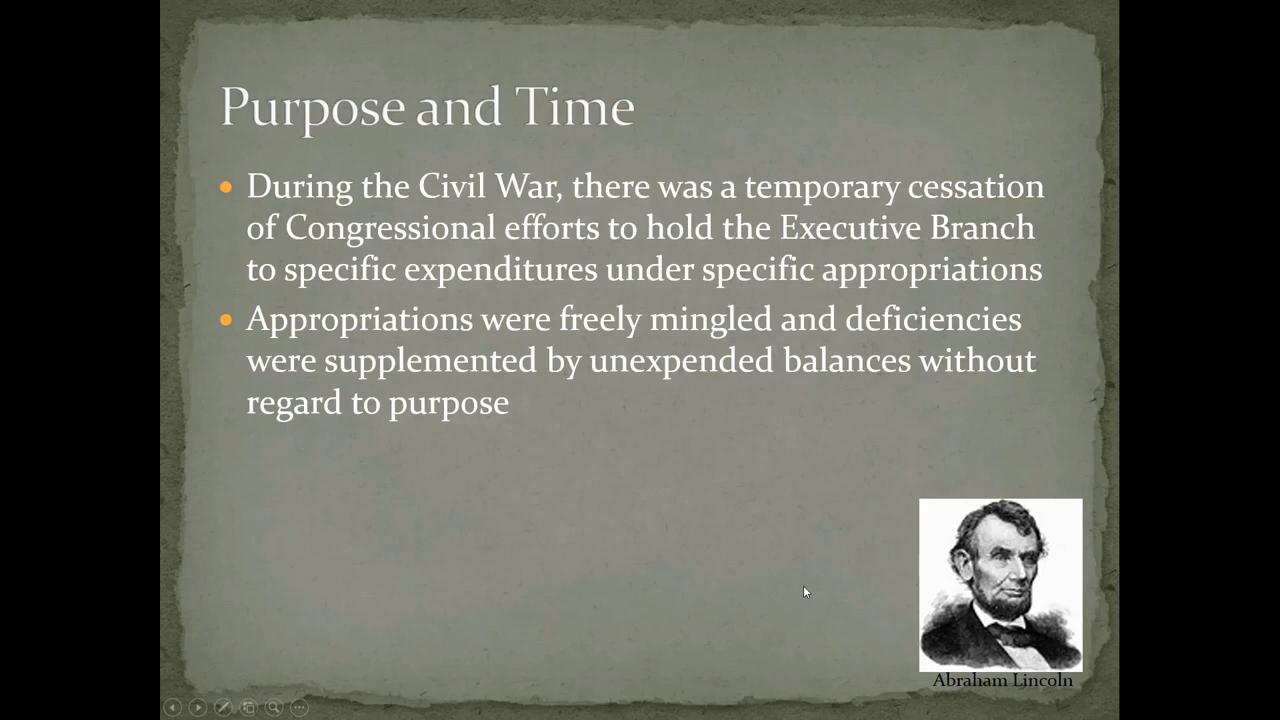 Purpose and Time
• During the Civil War, there was a temporary cessation
of Congressional efforts to hold the Executive Branch
to specific expenditures under specific appropriations
• Appropriations were freely mingled and deficiencies
were supplemented by unexpended balances without
regard to purpose
Abraham Lincoln